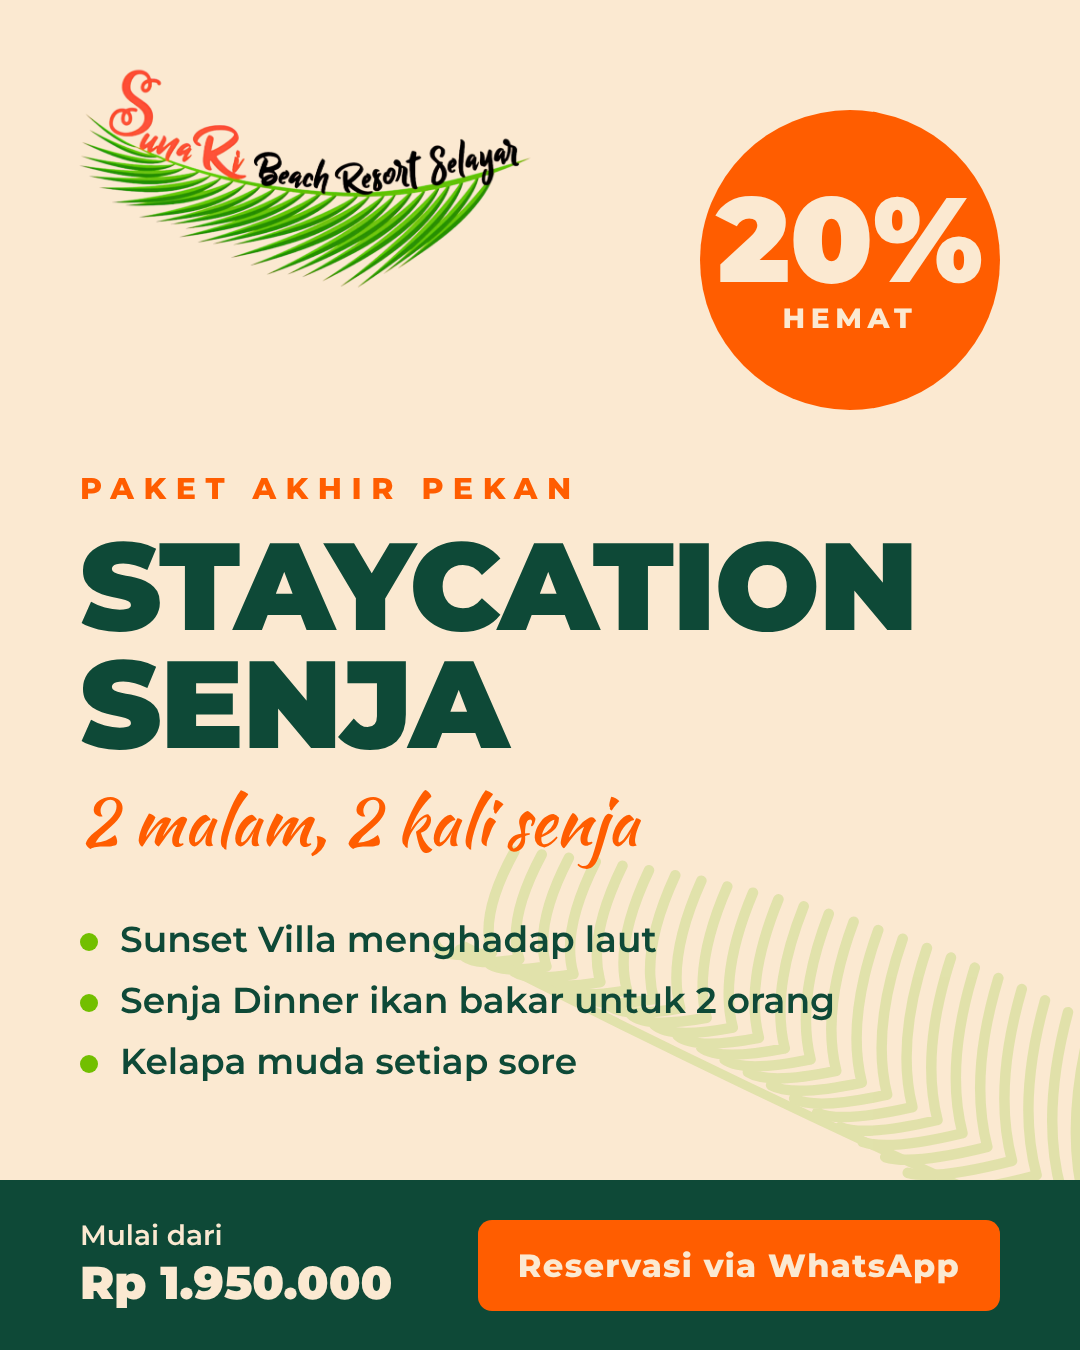 SunaRi Beach Resort Selayar
20%
HEMAT
PAKET AKHIR PEKAN
STAYCATION
SENJA
2 malam, 2 kali senja
Sunset Villa menghadap laut
Senja Dinner ikan bakar untuk 2 orang
Kelapa muda setiap sore
Mulai dari
Rp 1.950.000
Reservasi via WhatsApp